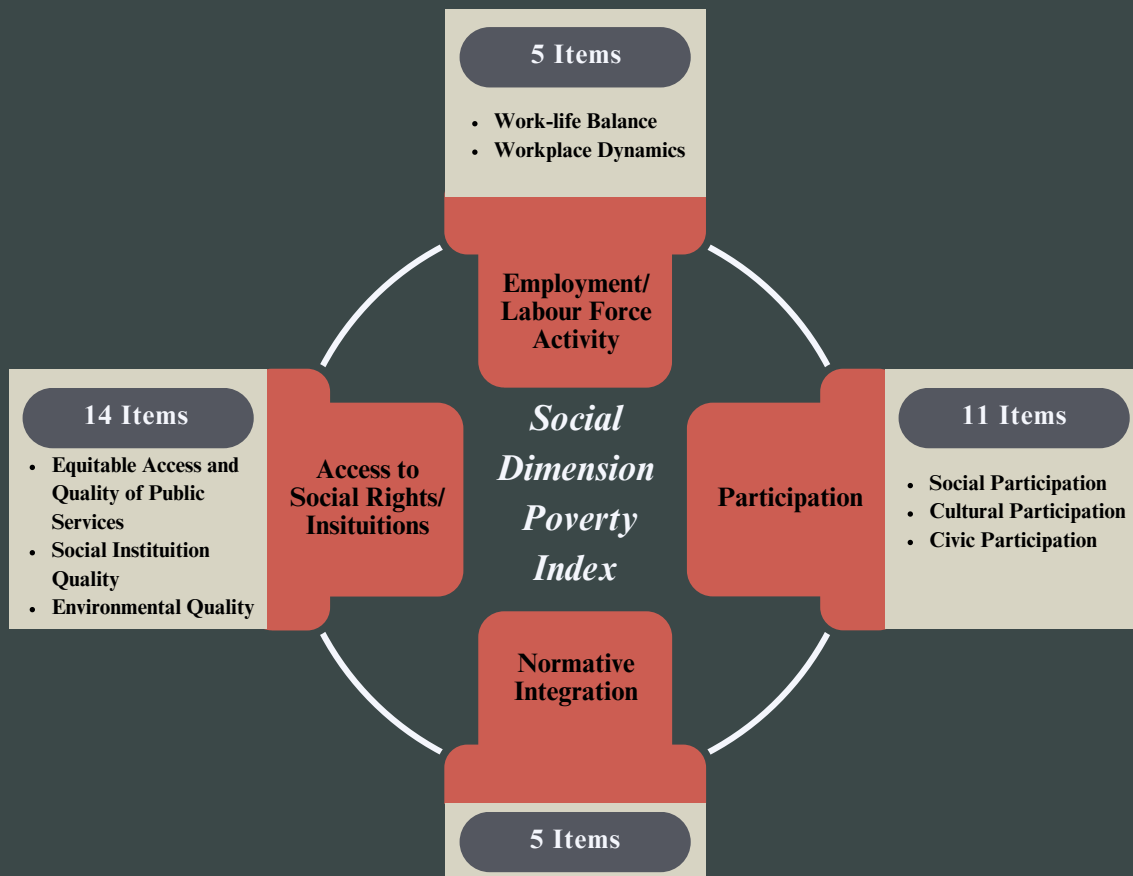 5 Items
• Work-life Balance
• Workplace Dynamics
Employment/
Labour Force
Activity
14 Items
• Equitable Access and
Quality of Public
Services
• Social Instituition
Quality
• Environmental Quality
Access to
Social Rights/
Insituitions
Social
Dimension
Poverty
Index
Participation
11 Items
• Social Participation
• Cultural Participation
• Civic Participation
Normative
Integration
5 Items